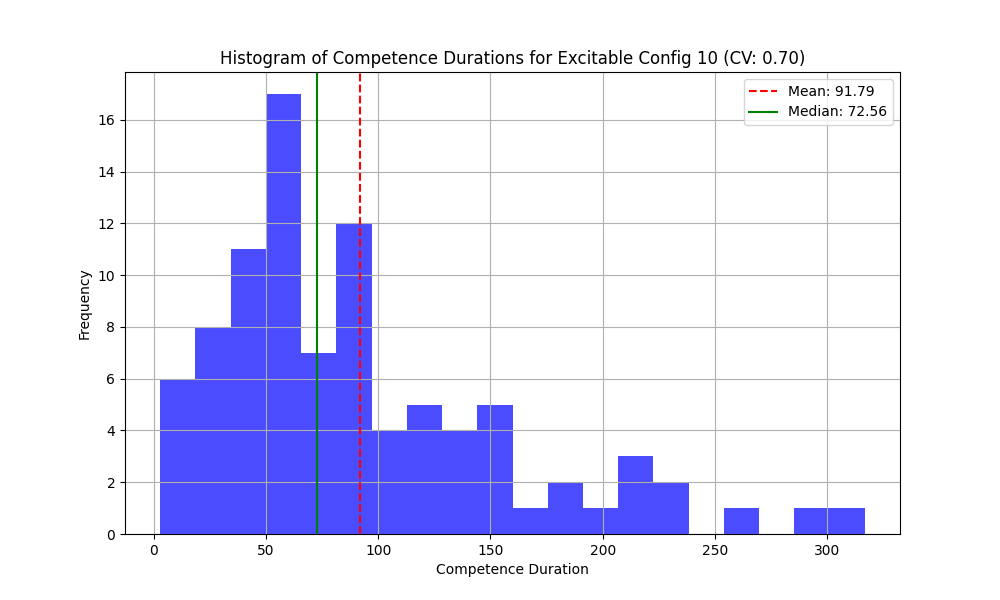 Histogram of Competence Durations for Excitable Config 10 (CV: 0.70)
Mean: 91.79
Median: 72.56
Frequency
16
14
12
10
8
6
4
2
0
0 50 100 150 200 250 300
Competence Duration